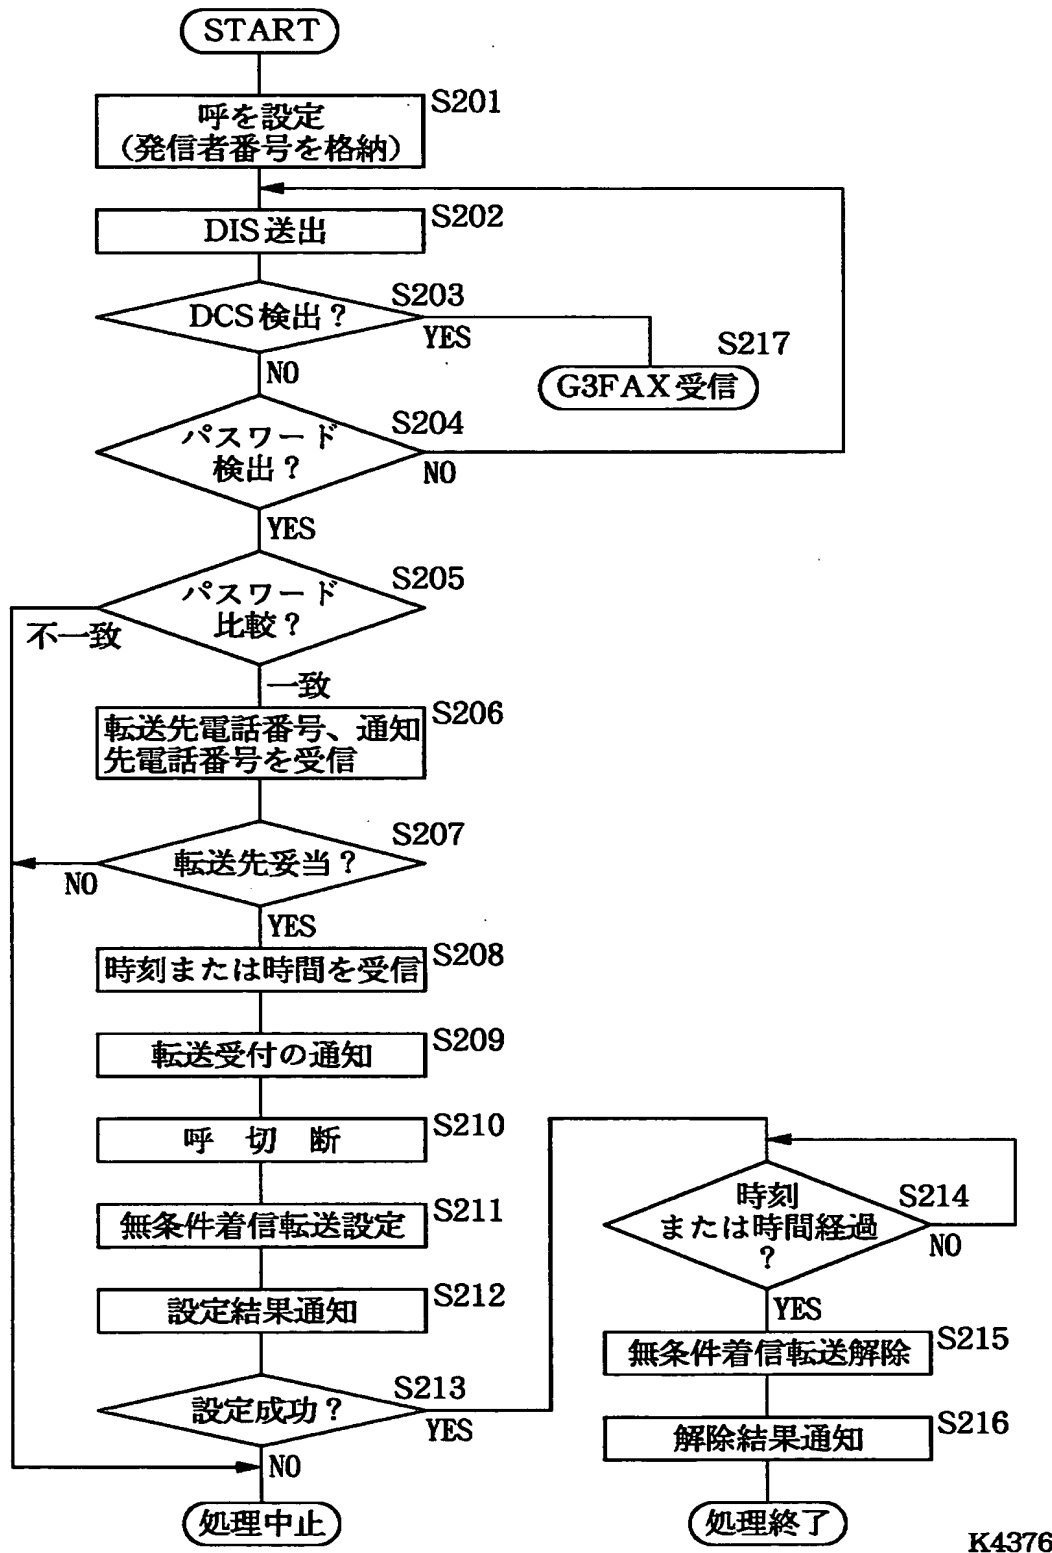 START
S201
呼を設定
(発信者番号を格納)
S202
DIS送出
S203
DCS検出?
YES
NO
S217
G3FAX受信
S204
パスワード
検出?
NO
YES
S205
パスワード
比較?
不一致
一致
S206
転送先電話番号、通知
先電話番号を受信
S207
転送先妥当?
NO
YES
S208
時刻または時間を受信
S209
転送受付の通知
S210
呼 切 断
S211
無条件着信転送設定
S212
設定結果通知
S213
設定成功?
YES
NO
処理中止
S214
時刻
または時間経過
?
NO
YES
S215
無条件着信転送解除
S216
解除結果通知
処理終了
K4376